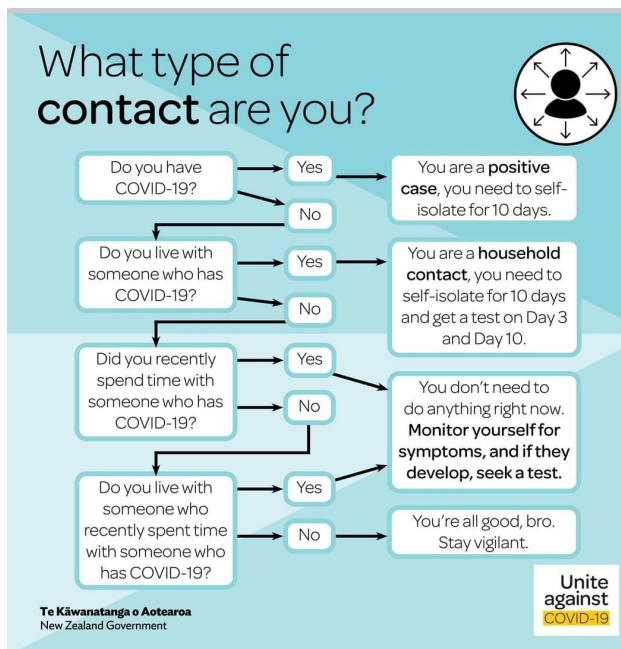 What type of
contact are you?
Do you have
COVID-19?
Yes
You are a positive
case, you need to self-
isolate for 10 days.
No
Do you live with
someone who has
COVID-19?
Yes
You are a household
contact, you need to
self-isolate for 10 days
and get a test on Day 3
and Day 10.
No
Did you recently
spend time with
someone who has
COVID-19?
Yes
No
You don't need to
do anything right now.
Monitor yourself for
symptoms, and if they
develop, seek a test.
Do you live with
someone who
recently spent time
with someone who
has COVID-19?
Yes
No
You're all good, bro.
Stay vigilant.
Te Kāwanatanga o Aotearoa
New Zealand Government
Unite
against
COVID-19